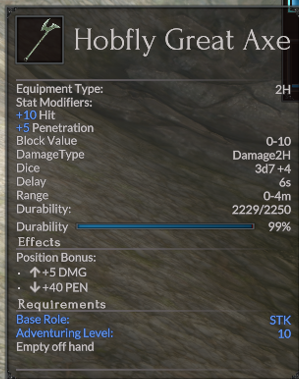 Hobfly Great Axe
Equipment Type: 2H
Stat Modifiers:
+10 Hit
+5 Penetration
Block Value 0-10
DamageType Damage2H
Dice 3d7 +4
Delay 6s
Range 0-4m
Durability: 2229/2250
Durability 99%
Effects
Position Bonus:
· ↑+5 DMG
· ↓+40 PEN
Requirements
Base Role: STK
Adventuring Level: 10
Empty off hand